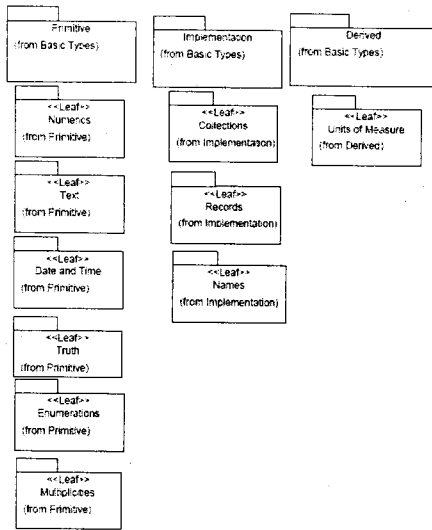 Primitive
(from Basic Types)
<<Leaf>>
Numerics
(from Primitive)
<<Leaf>>
Text
(from Primitive)
<<Leaf>>
Date and Time
(from Primitive)
<<Leaf>>
Truth
(from Primitive)
<<Leaf>>
Enumerations
(from Primitive)
<<Leaf>>
Multiplicities
(from Primitive)
Implementation
(from Basic Types)
<<Leaf>>
Collections
(from Implementation)
<<Leaf>>
Records
(from Implementation)
<<Leaf>>
Names
(from Implementation)
Derived
(from Basic Types)
<<Leaf>>
Units of Measure
(from Derived)